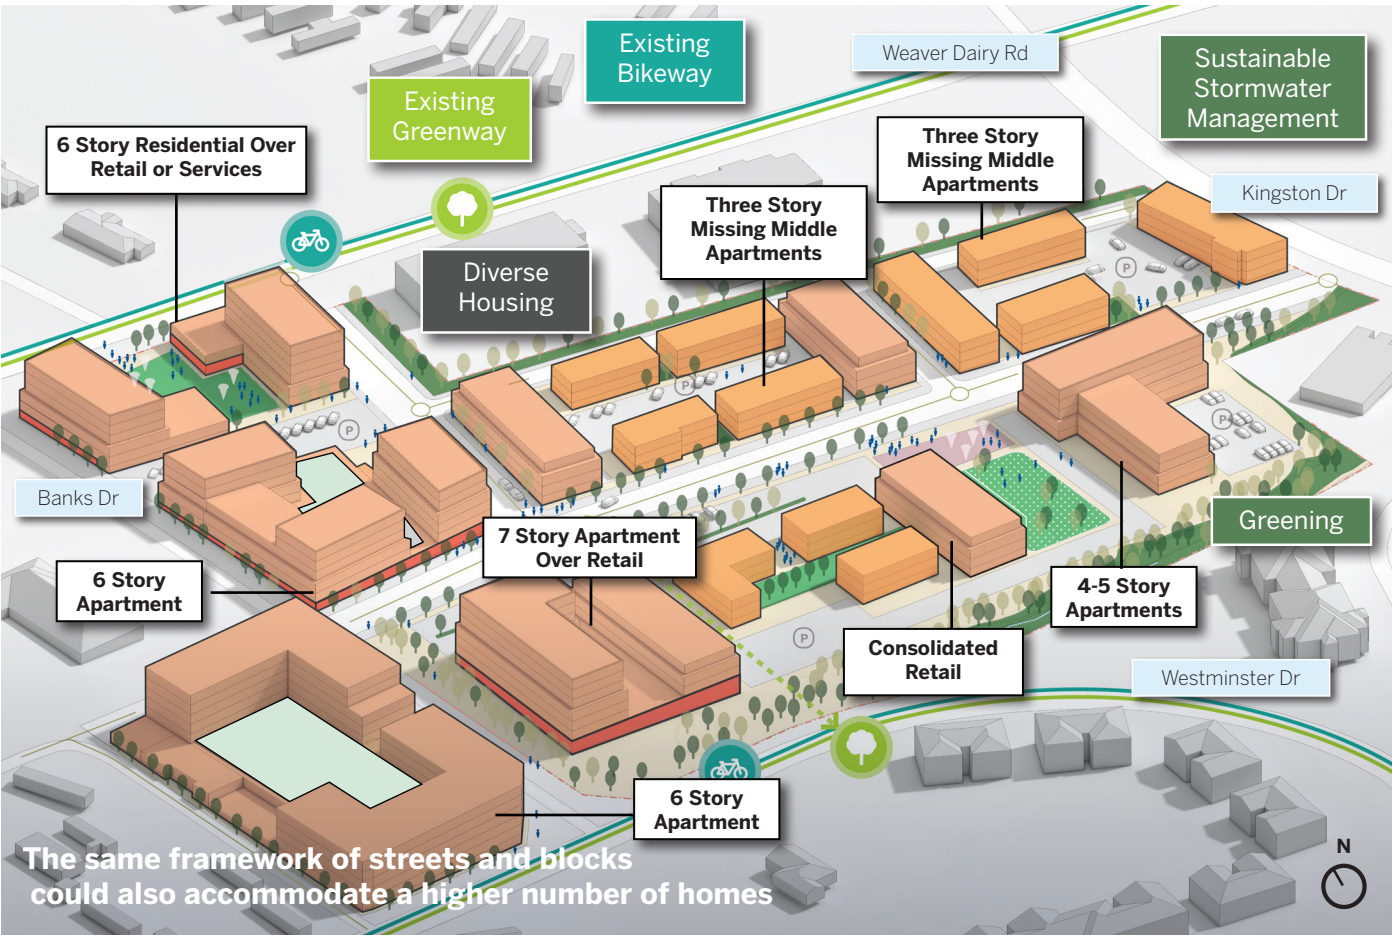 Existing
Bikeway
Weaver Dairy Rd
Sustainable
Stormwater
Management
Existing
Greenway
6 Story Residential Over
Retail or Services
Three Story
Missing Middle
Apartments
Kingston Dr
Three Story
Missing Middle
Apartments
Diverse
Housing
P
P
P
P
Banks Dr
Greening
7 Story Apartment
Over Retail
6 Story
Apartment
4-5 Story
Apartments
P
Consolidated
Retail
Westminster Dr
6 Story
Apartment
The same framework of streets and blocks
could also accommodate a higher number of homes
N